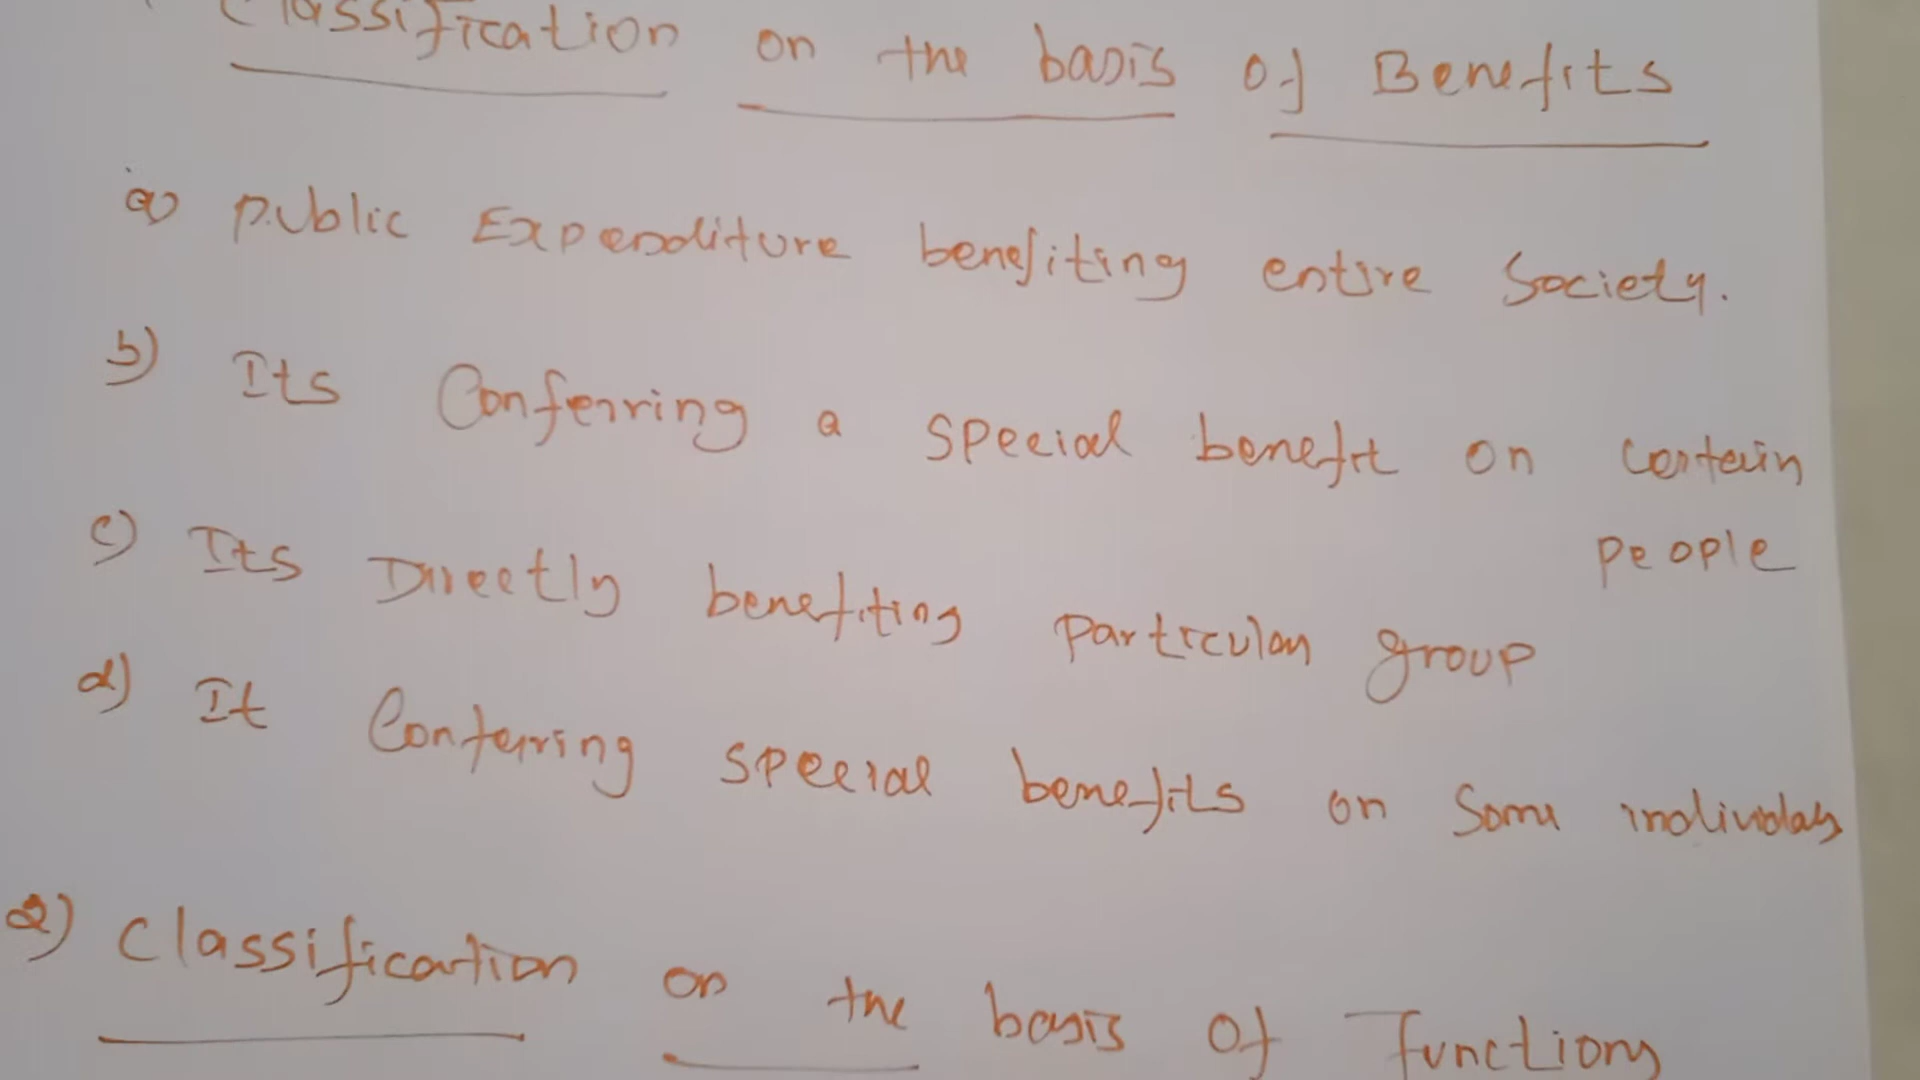 Classification on the basis of Benefits
a) Public Expenditure benefiting entire Society.
b) Its Conferring a special benefit on certain
people
c) Its Directly benefiting particular group
d) It Conferring special benefits on Some individals
2) Classification on the basis of Functions